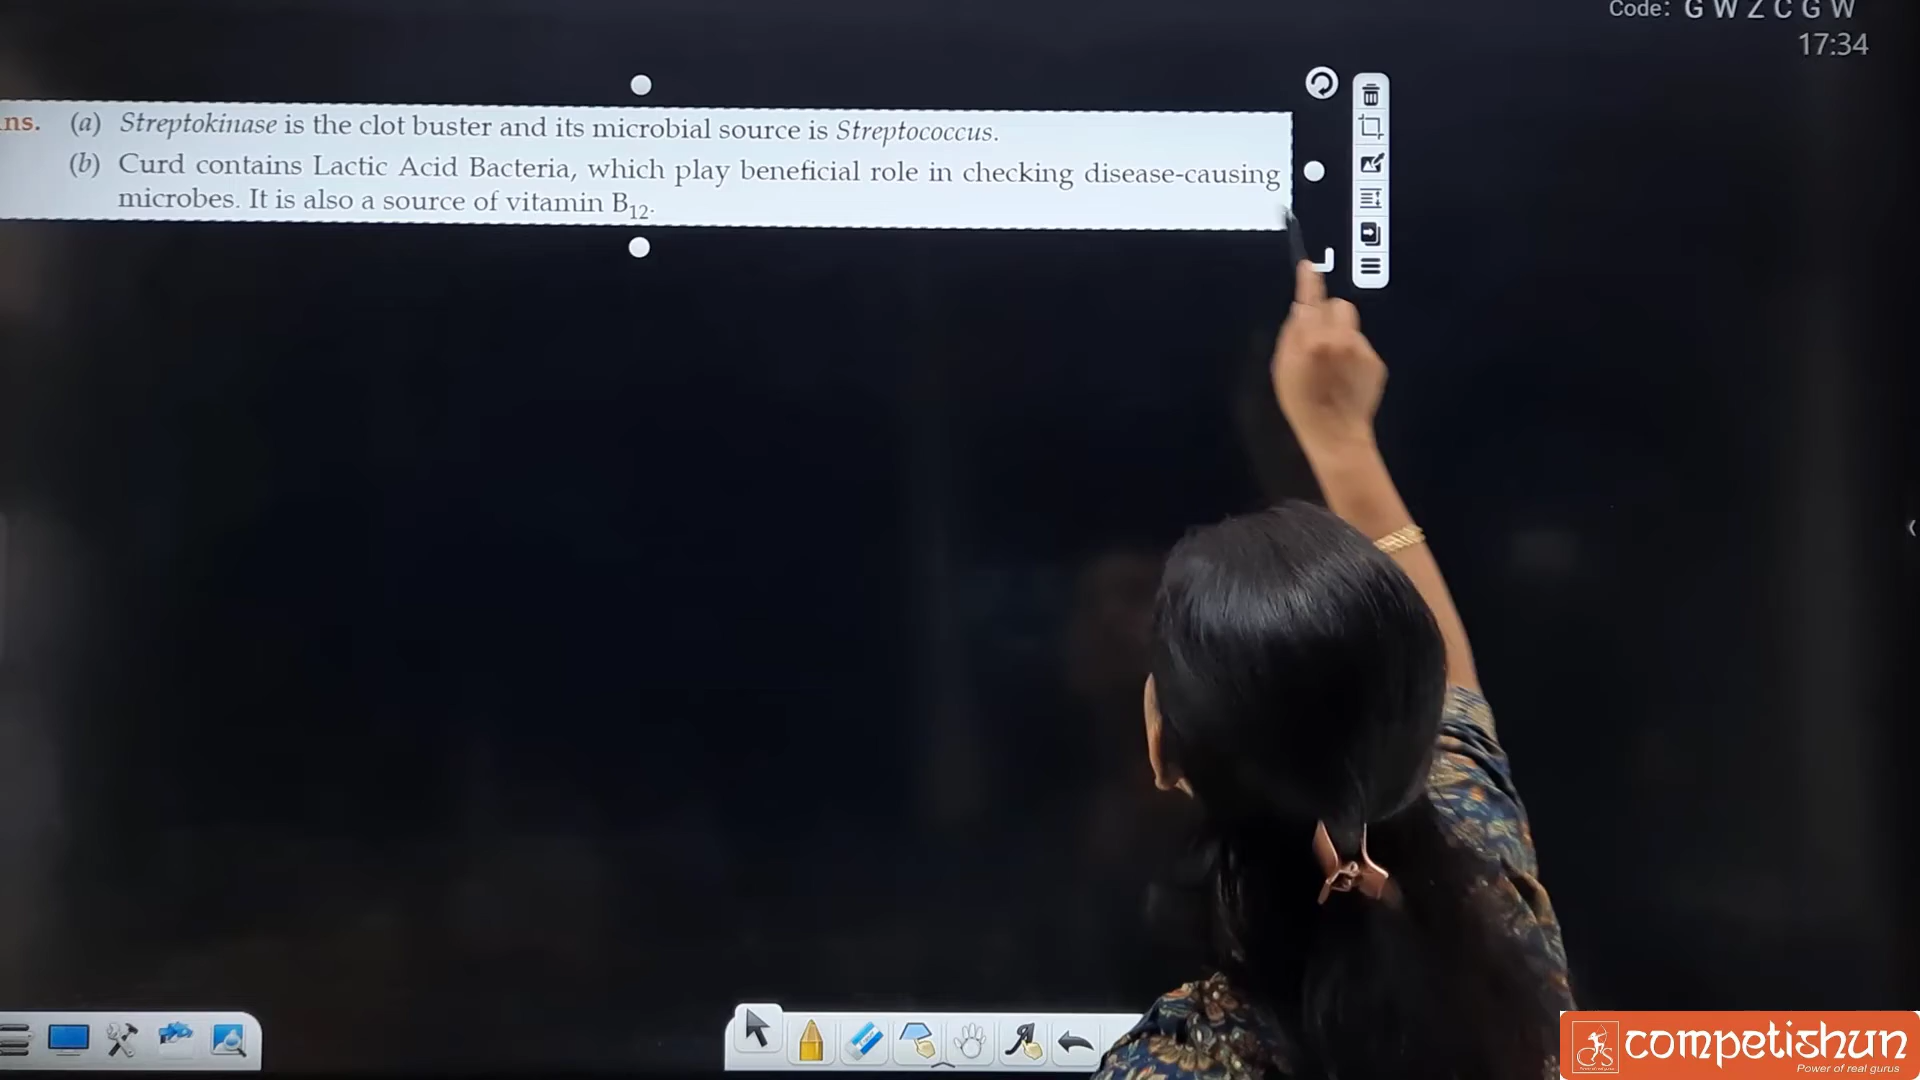 Code: G W Z C G W
17:34
ns. (a) Streptokinase is the clot buster and its microbial source is Streptococcus.
(b) Curd contains Lactic Acid Bacteria, which play beneficial role in checking disease-causing
microbes. It is also a source of vitamin B12.
competishun
Power of real gurus